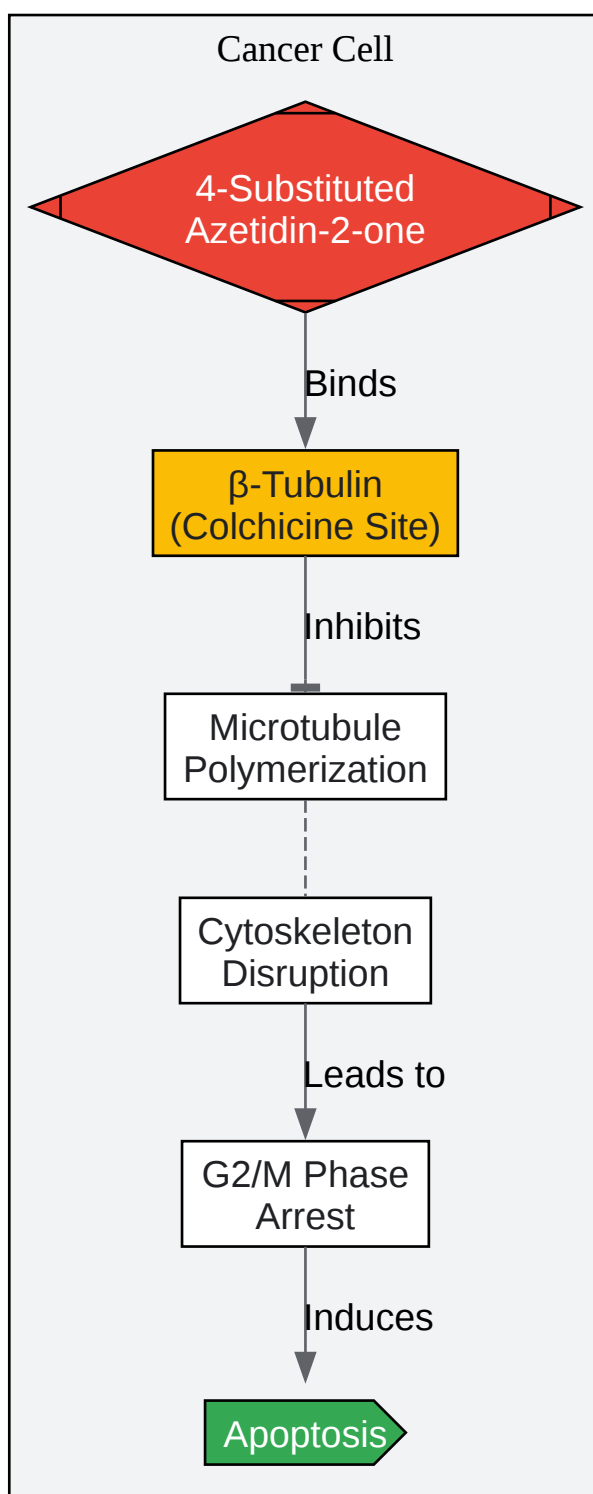 Cancer Cell
4-Substituted
Azetidin-2-one
Binds
β-Tubulin
(Colchicine Site)
Inhibits
Microtubule
Polymerization
Cytoskeleton
Disruption
Leads to
G2/M Phase
Arrest
Induces
Apoptosis